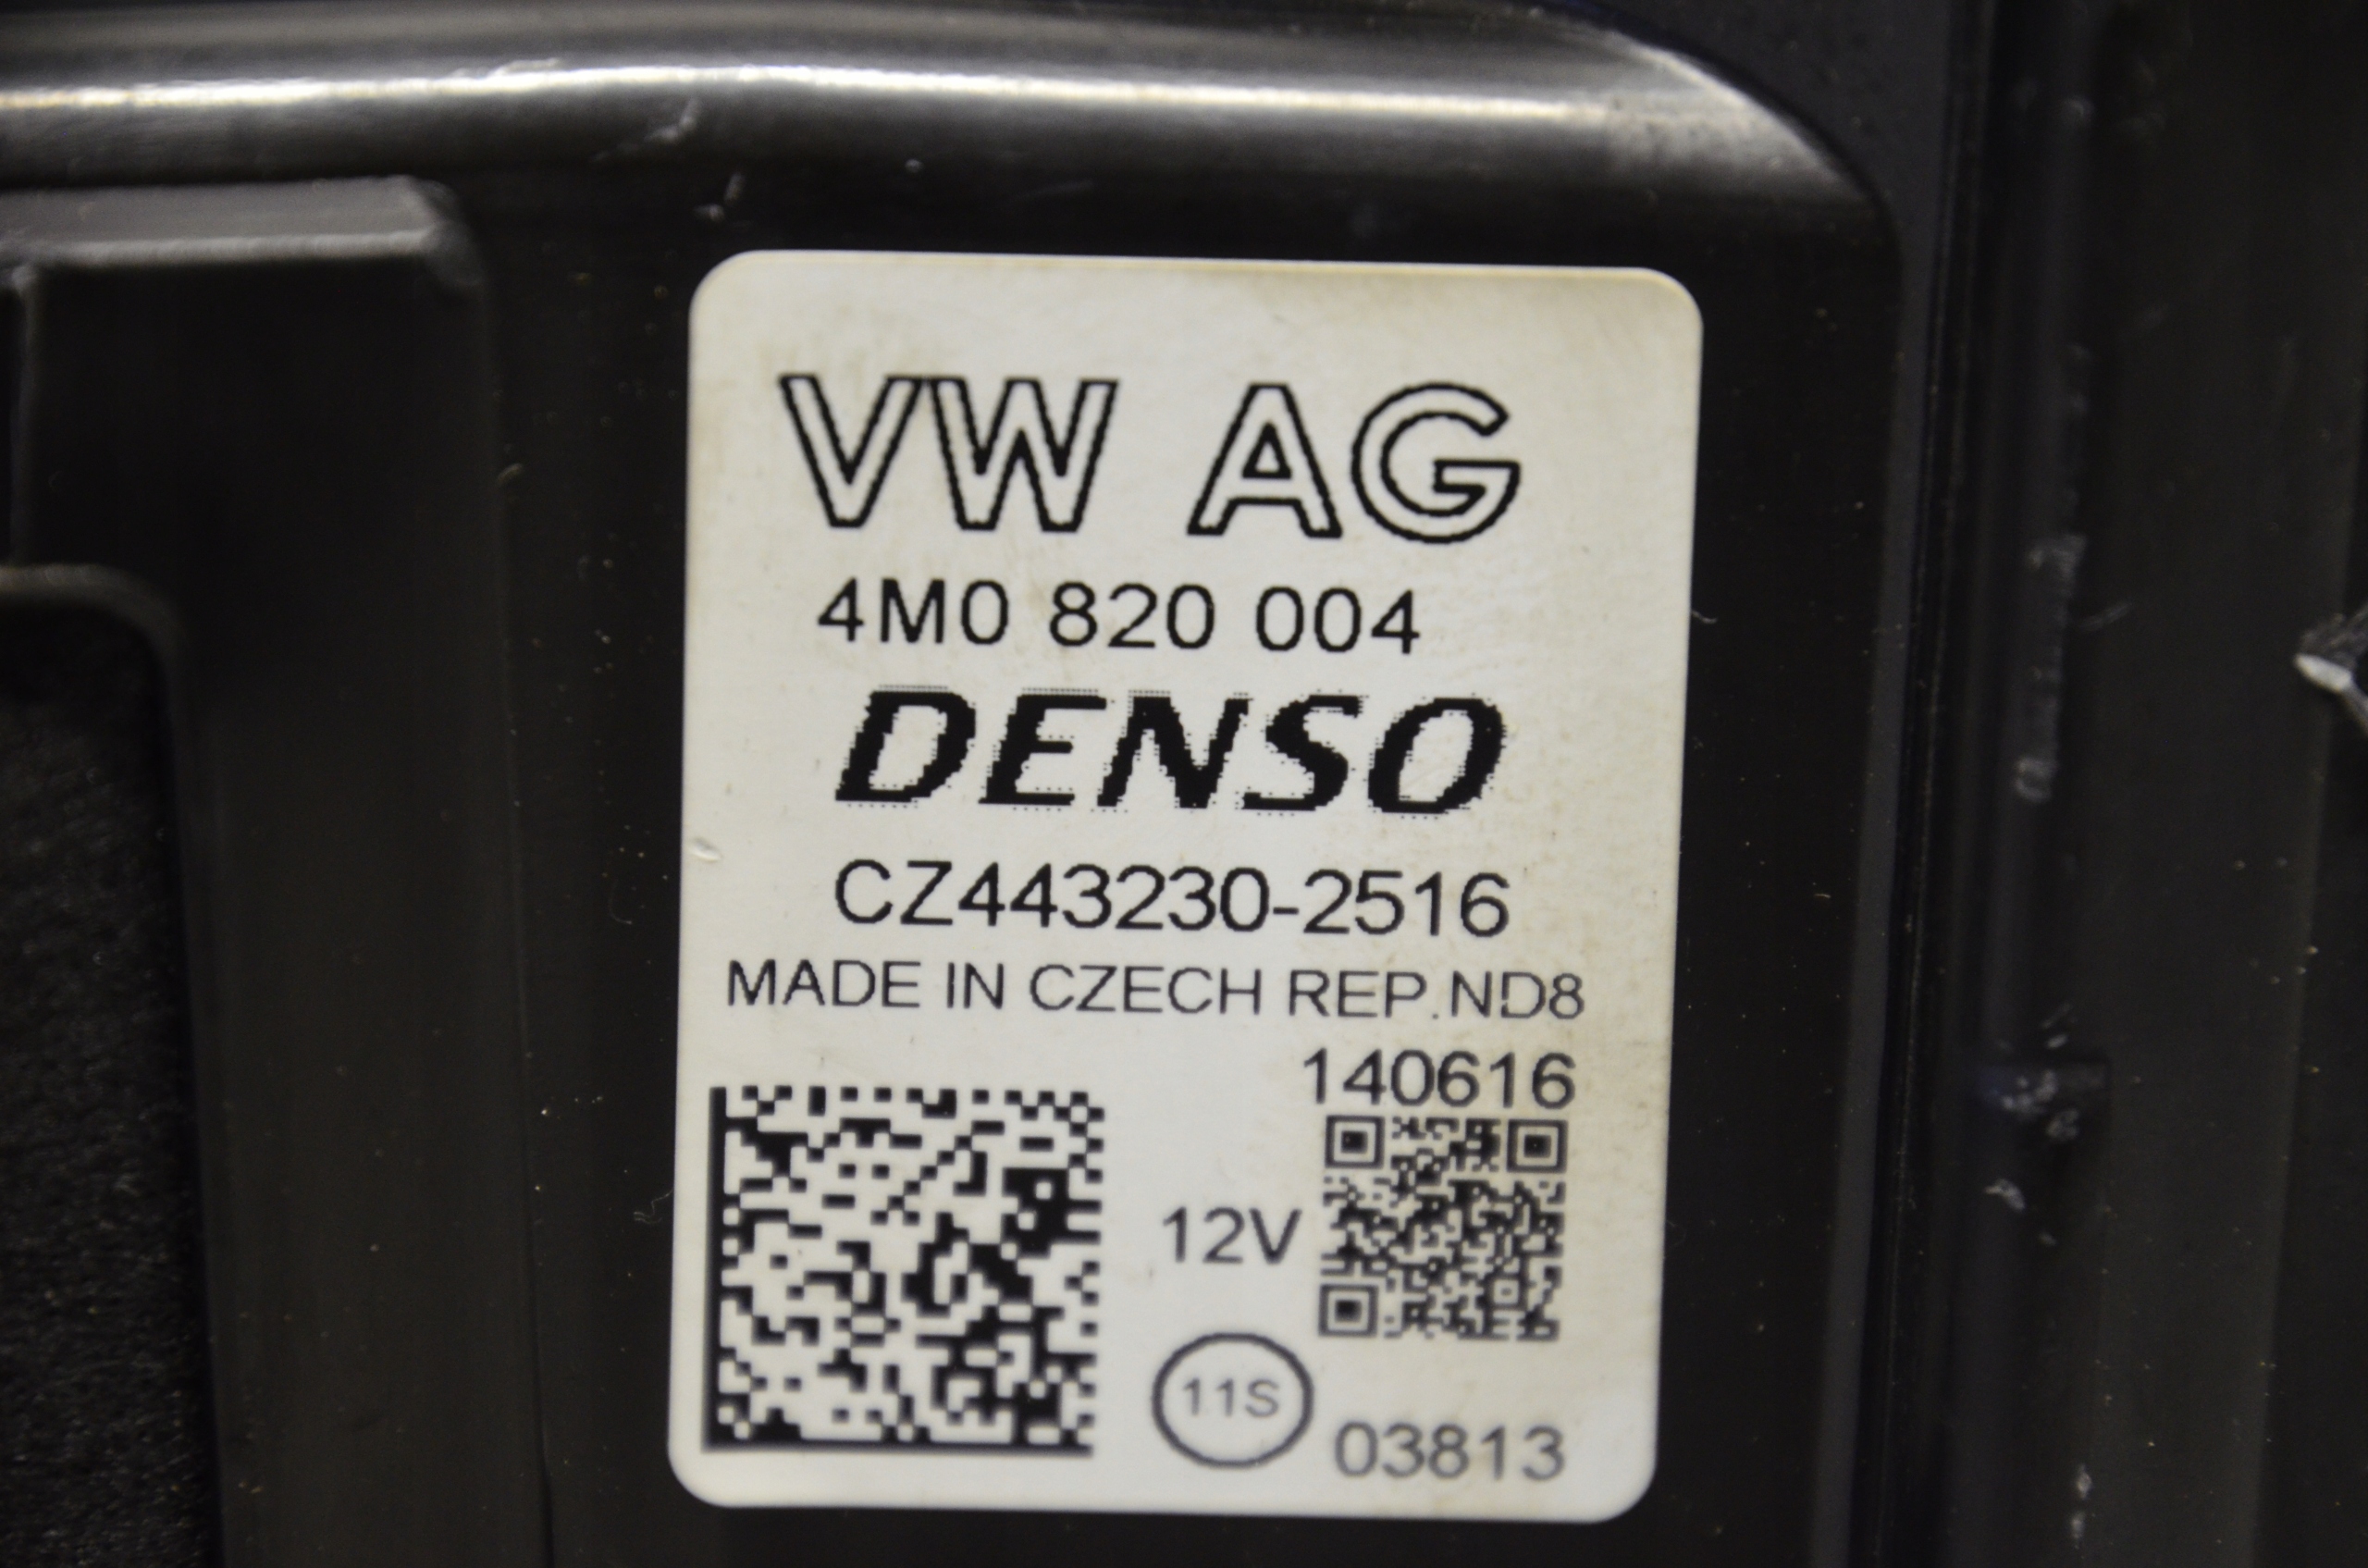 VW AG
4M0 820 004
DENSO
CZ443230-2516
MADE IN CZECH REP.ND8
140616
12V
11S
03813